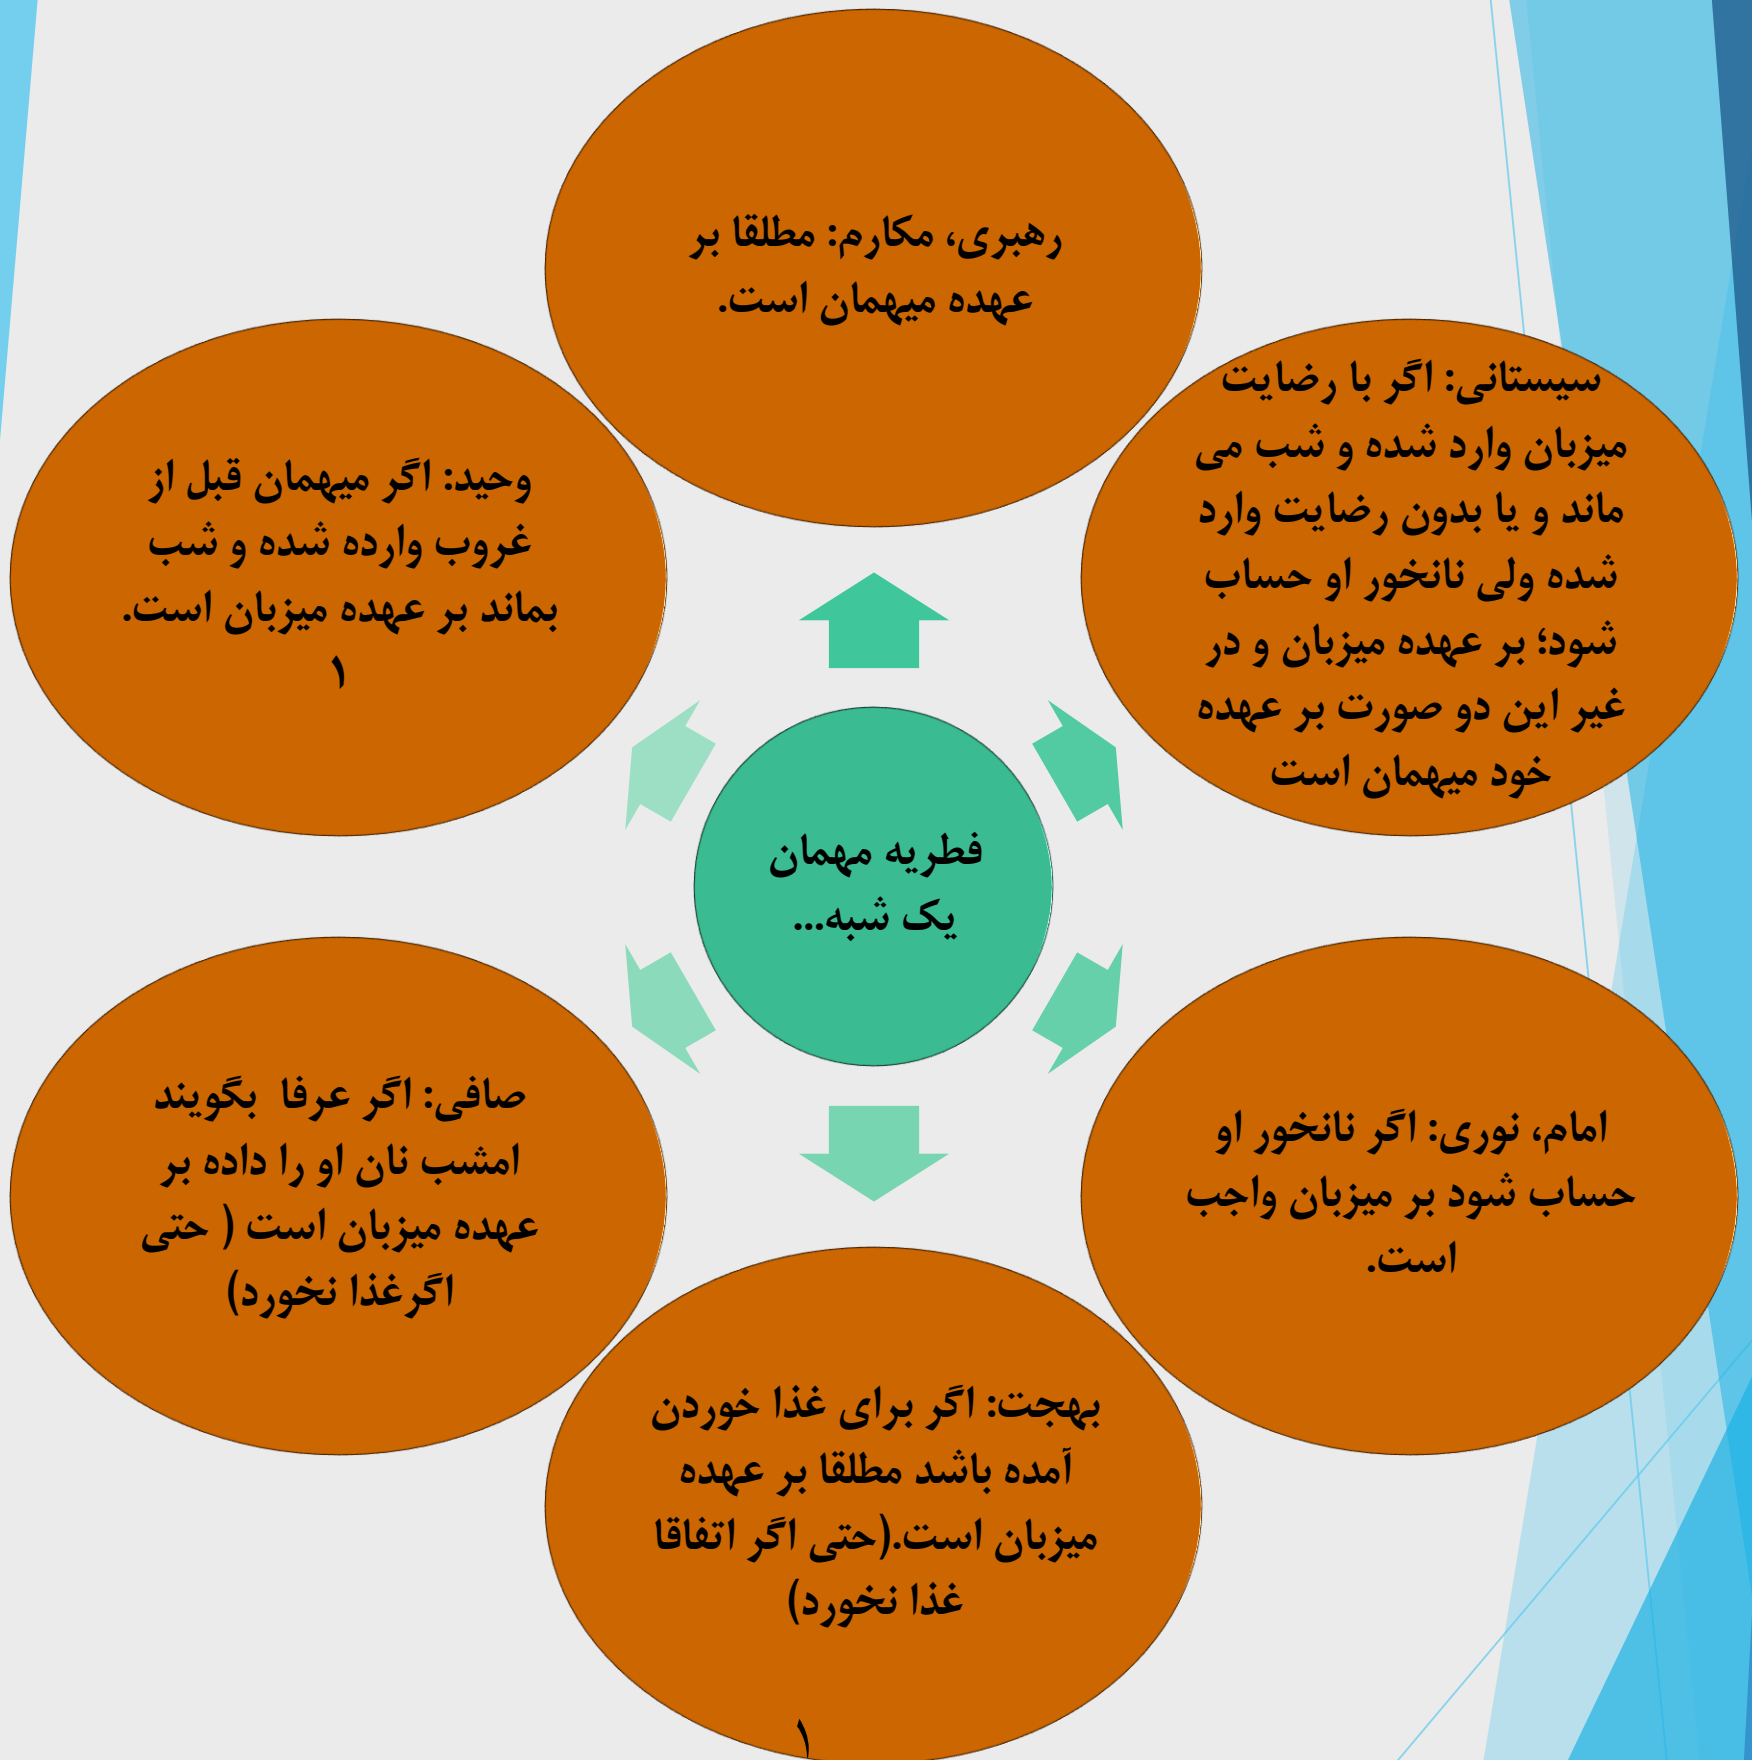 فطریه مهمان
یک شبه...
رهبری، مکارم: مطلقا بر
عهده میهمان است.
سیستانی: اگر با رضایت
میزبان وارد شده و شب می
ماند و یا بدون رضایت وارد
شده ولی نانخور او حساب
شود؛ بر عهده میزبان و در
غیر این دو صورت بر عهده
خود میهمان است
امام، نوری: اگر نانخور او
حساب شود بر میزبان واجب
است.
بهجت: اگر برای غذا خوردن
آمده باشد مطلقا بر عهده
میزبان است.(حتی اگر اتفاقا
غذا نخورد)
۱
صافی: اگر عرفا  بگویند
امشب نان او را داده بر
عهده میزبان است ( حتی
اگرغذا نخورد)
وحید: اگر میهمان قبل از
غروب وارده شده و شب
بماند بر عهده میزبان است.
۱